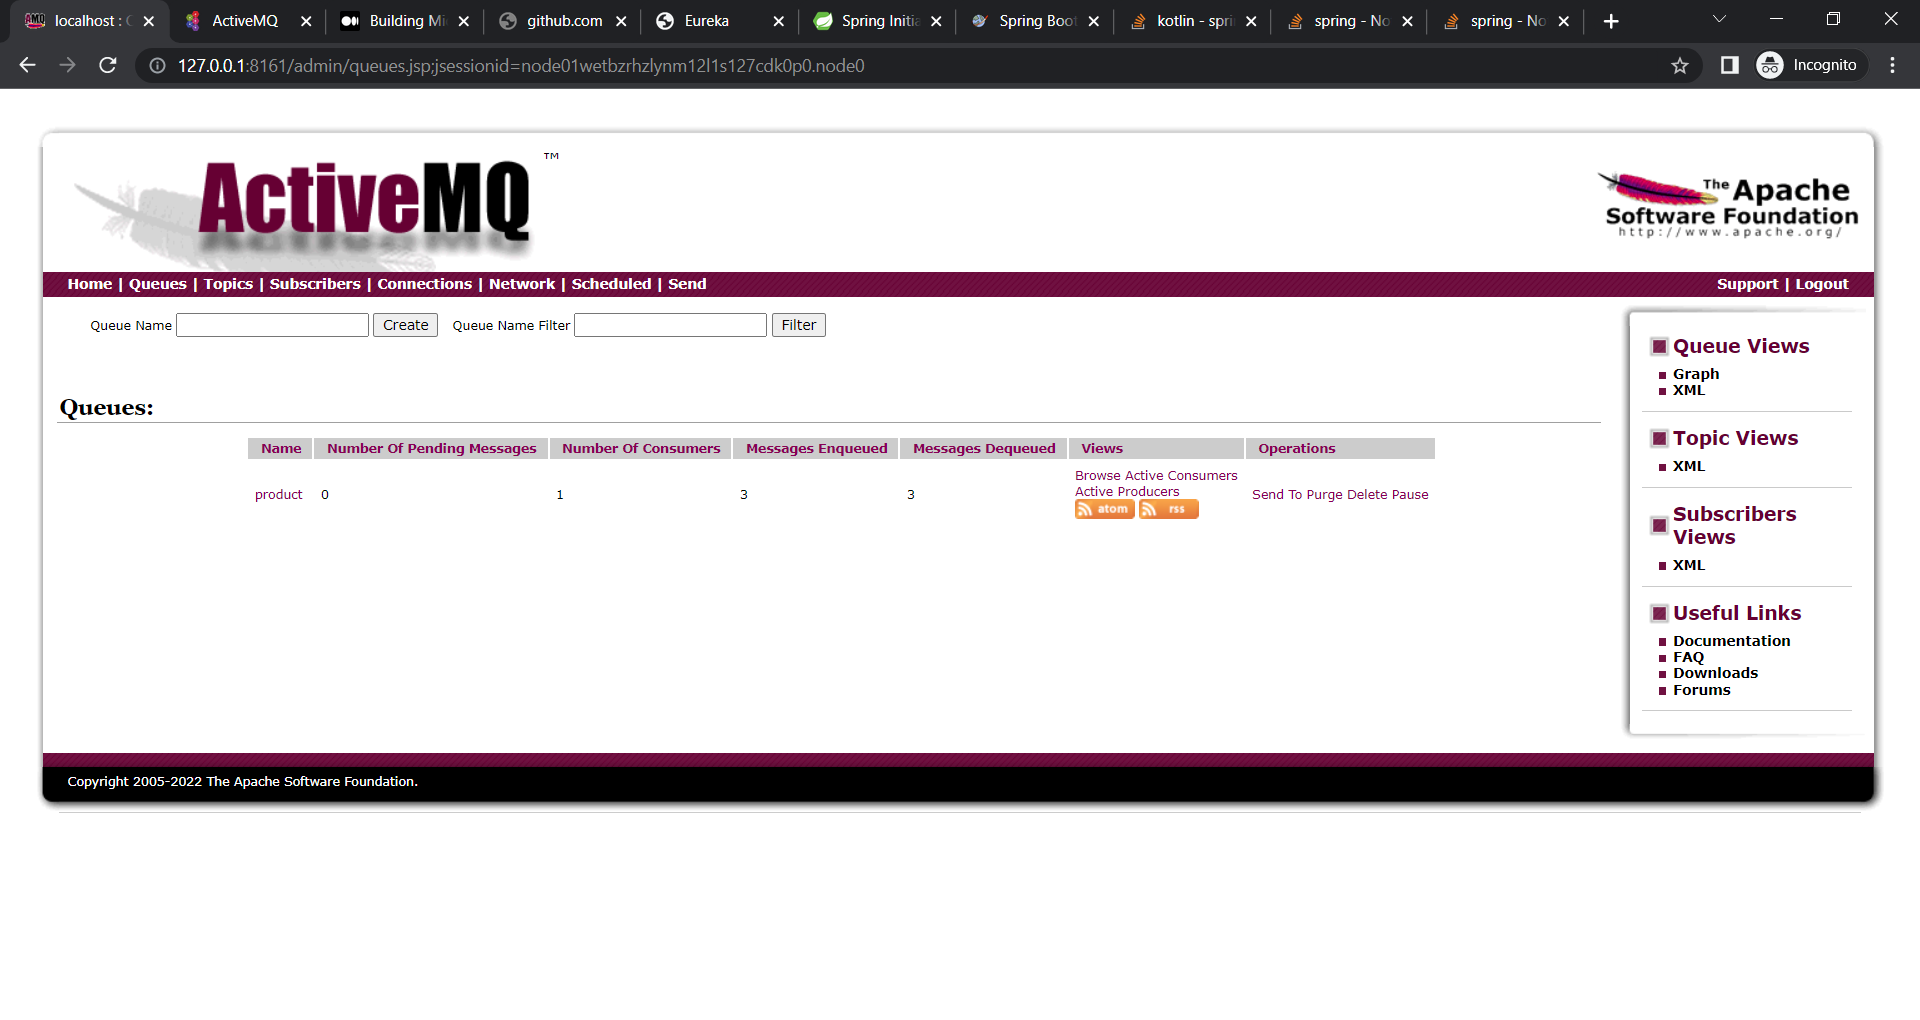 localhost : ActiveMQ Building github.com Eureka Spring Initia Spring Boot kotlin - spri spring - No spring - No
127.0.0.1:8161/admin/queues.jsp;jsessionid=node01wetbzrhzlynm12l1s127cdk0p0.node0 Incognito
ActiveMQ ™
The Apache
Software Foundation
http://www.apache.org/
Home | Queues | Topics | Subscribers | Connections | Network | Scheduled | Send Support | Logout
Queue Name Create Queue Name Filter Filter
Queues:
Name Number Of Pending Messages Number Of Consumers Messages Enqueued Messages Dequeued Views Operations
product 0 1 3 3 Browse Active Consumers
Active Producers
atom rss
Send To Purge Delete Pause
Queue Views
Graph
XML
Topic Views
XML
Subscribers
Views
XML
Useful Links
Documentation
FAQ
Downloads
Forums
Copyright 2005-2022 The Apache Software Foundation.